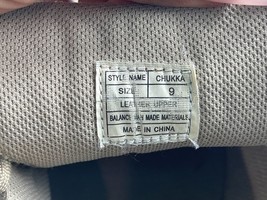 STYLE NAME CHUKKA
SIZE 9
LEATHER UPPER
BALANCE MAN MADE MATERIALS
MADE IN CHINA